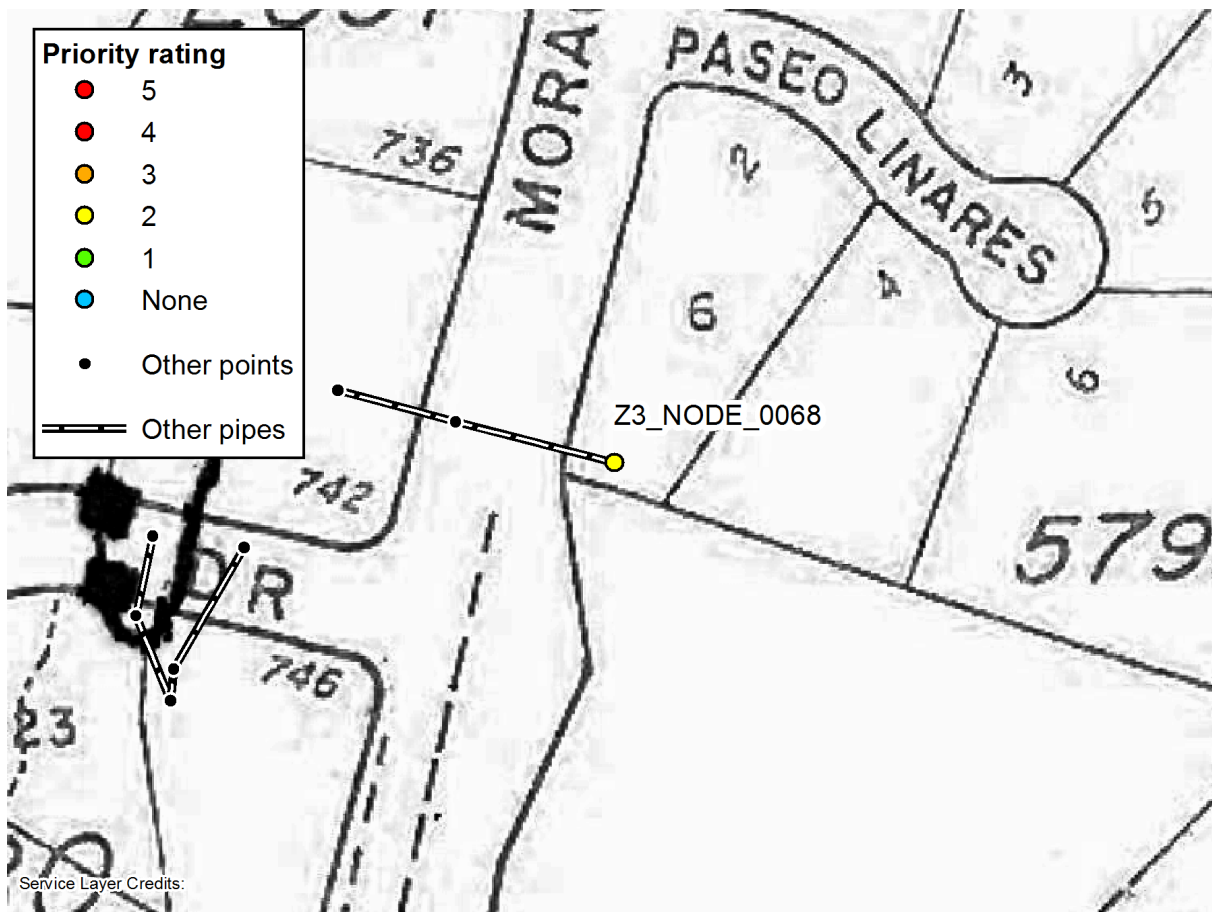 Priority rating
5
4
3
2
1
None
Other points
Other pipes
736
PASEO LINARES
2
3
5
4
6
6
Z3_NODE_0068
742
DR
579
746
23
Service Layer Credits: